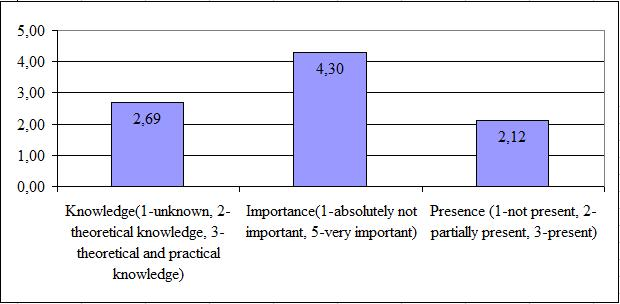 5,00
4,00
3,00
2,00
1,00
0,00
2,69
4,30
2,12
Knowledge(1-unknown, 2-
theoretical knowledge, 3-
theoretical and practical
knowledge)
Importance(1-absolutely not
important, 5-very important)
Presence (1-not present, 2-
partially present, 3-present)